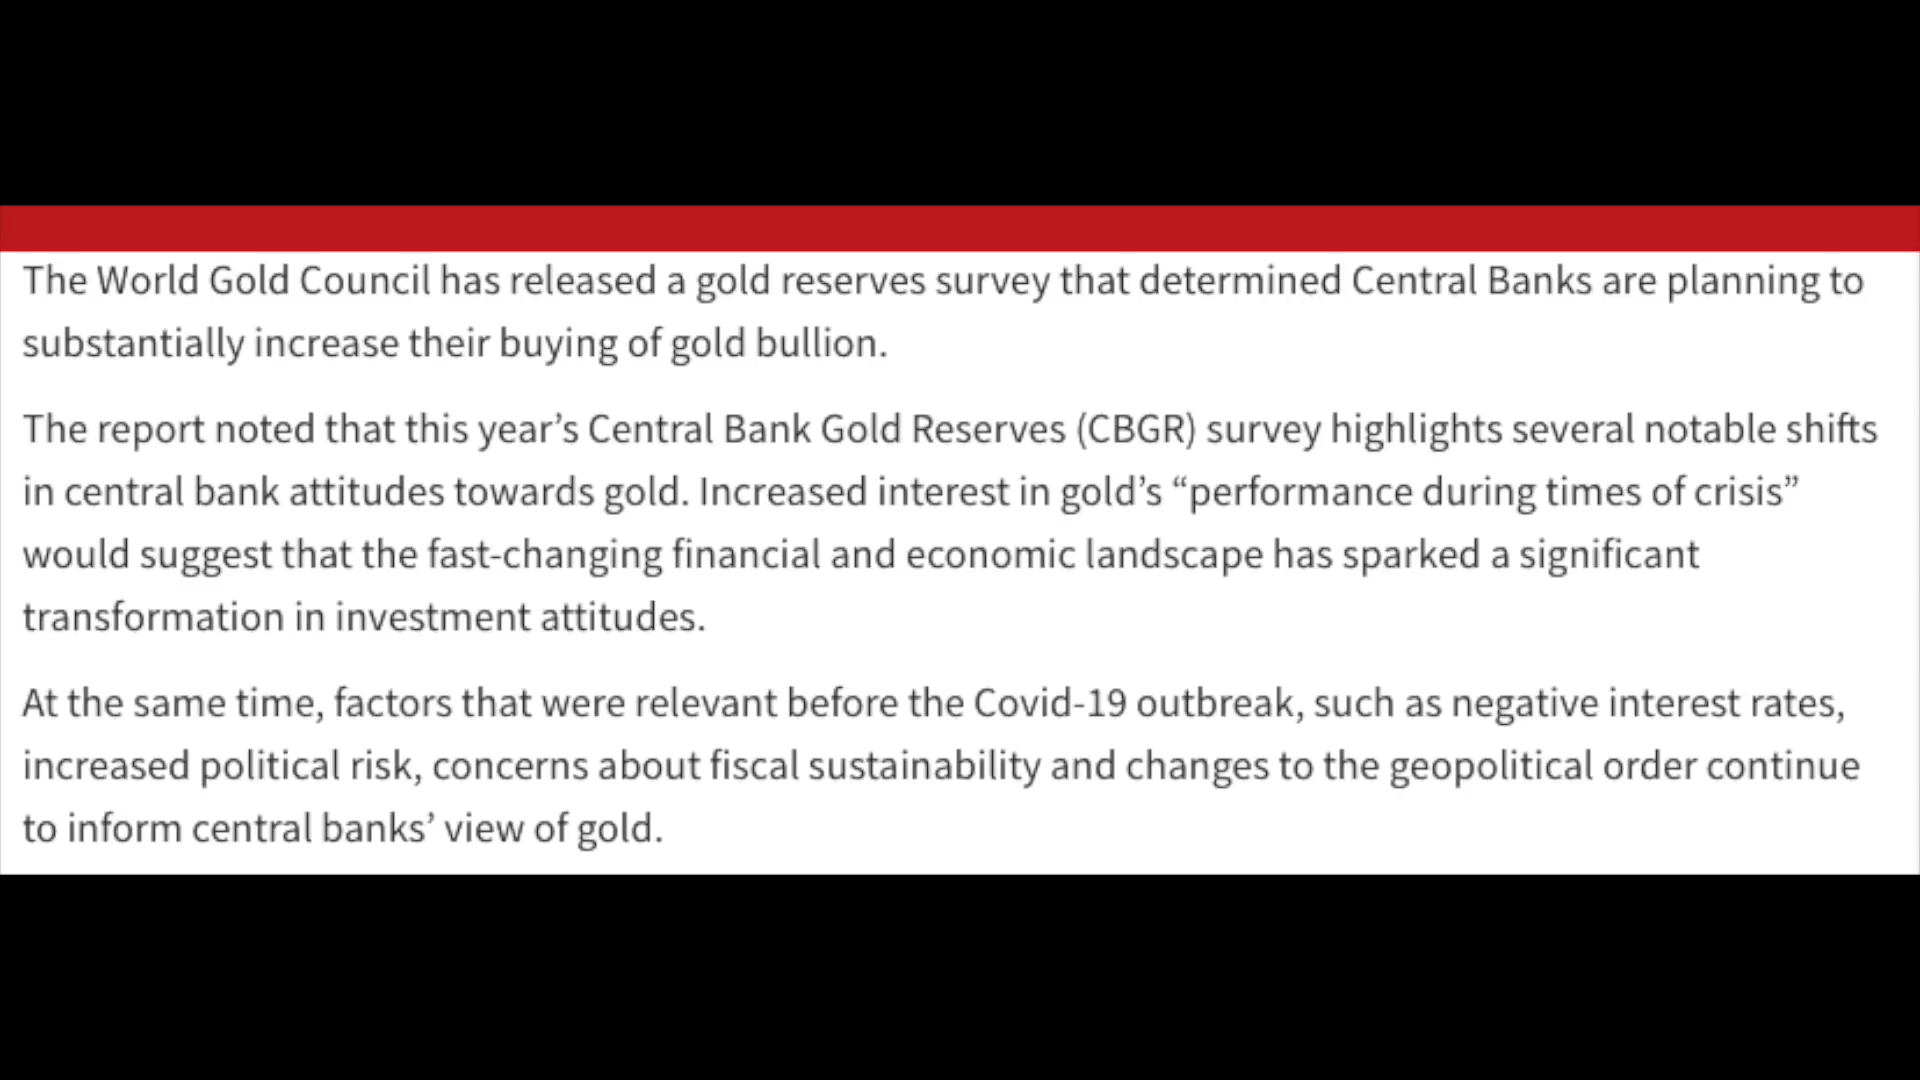 The World Gold Council has released a gold reserves survey that determined Central Banks are planning to
substantially increase their buying of gold bullion.
The report noted that this year’s Central Bank Gold Reserves (CBGR) survey highlights several notable shifts
in central bank attitudes towards gold. Increased interest in gold’s “performance during times of crisis”
would suggest that the fast-changing financial and economic landscape has sparked a significant
transformation in investment attitudes.
At the same time, factors that were relevant before the Covid-19 outbreak, such as negative interest rates,
increased political risk, concerns about fiscal sustainability and changes to the geopolitical order continue
to inform central banks’ view of gold.